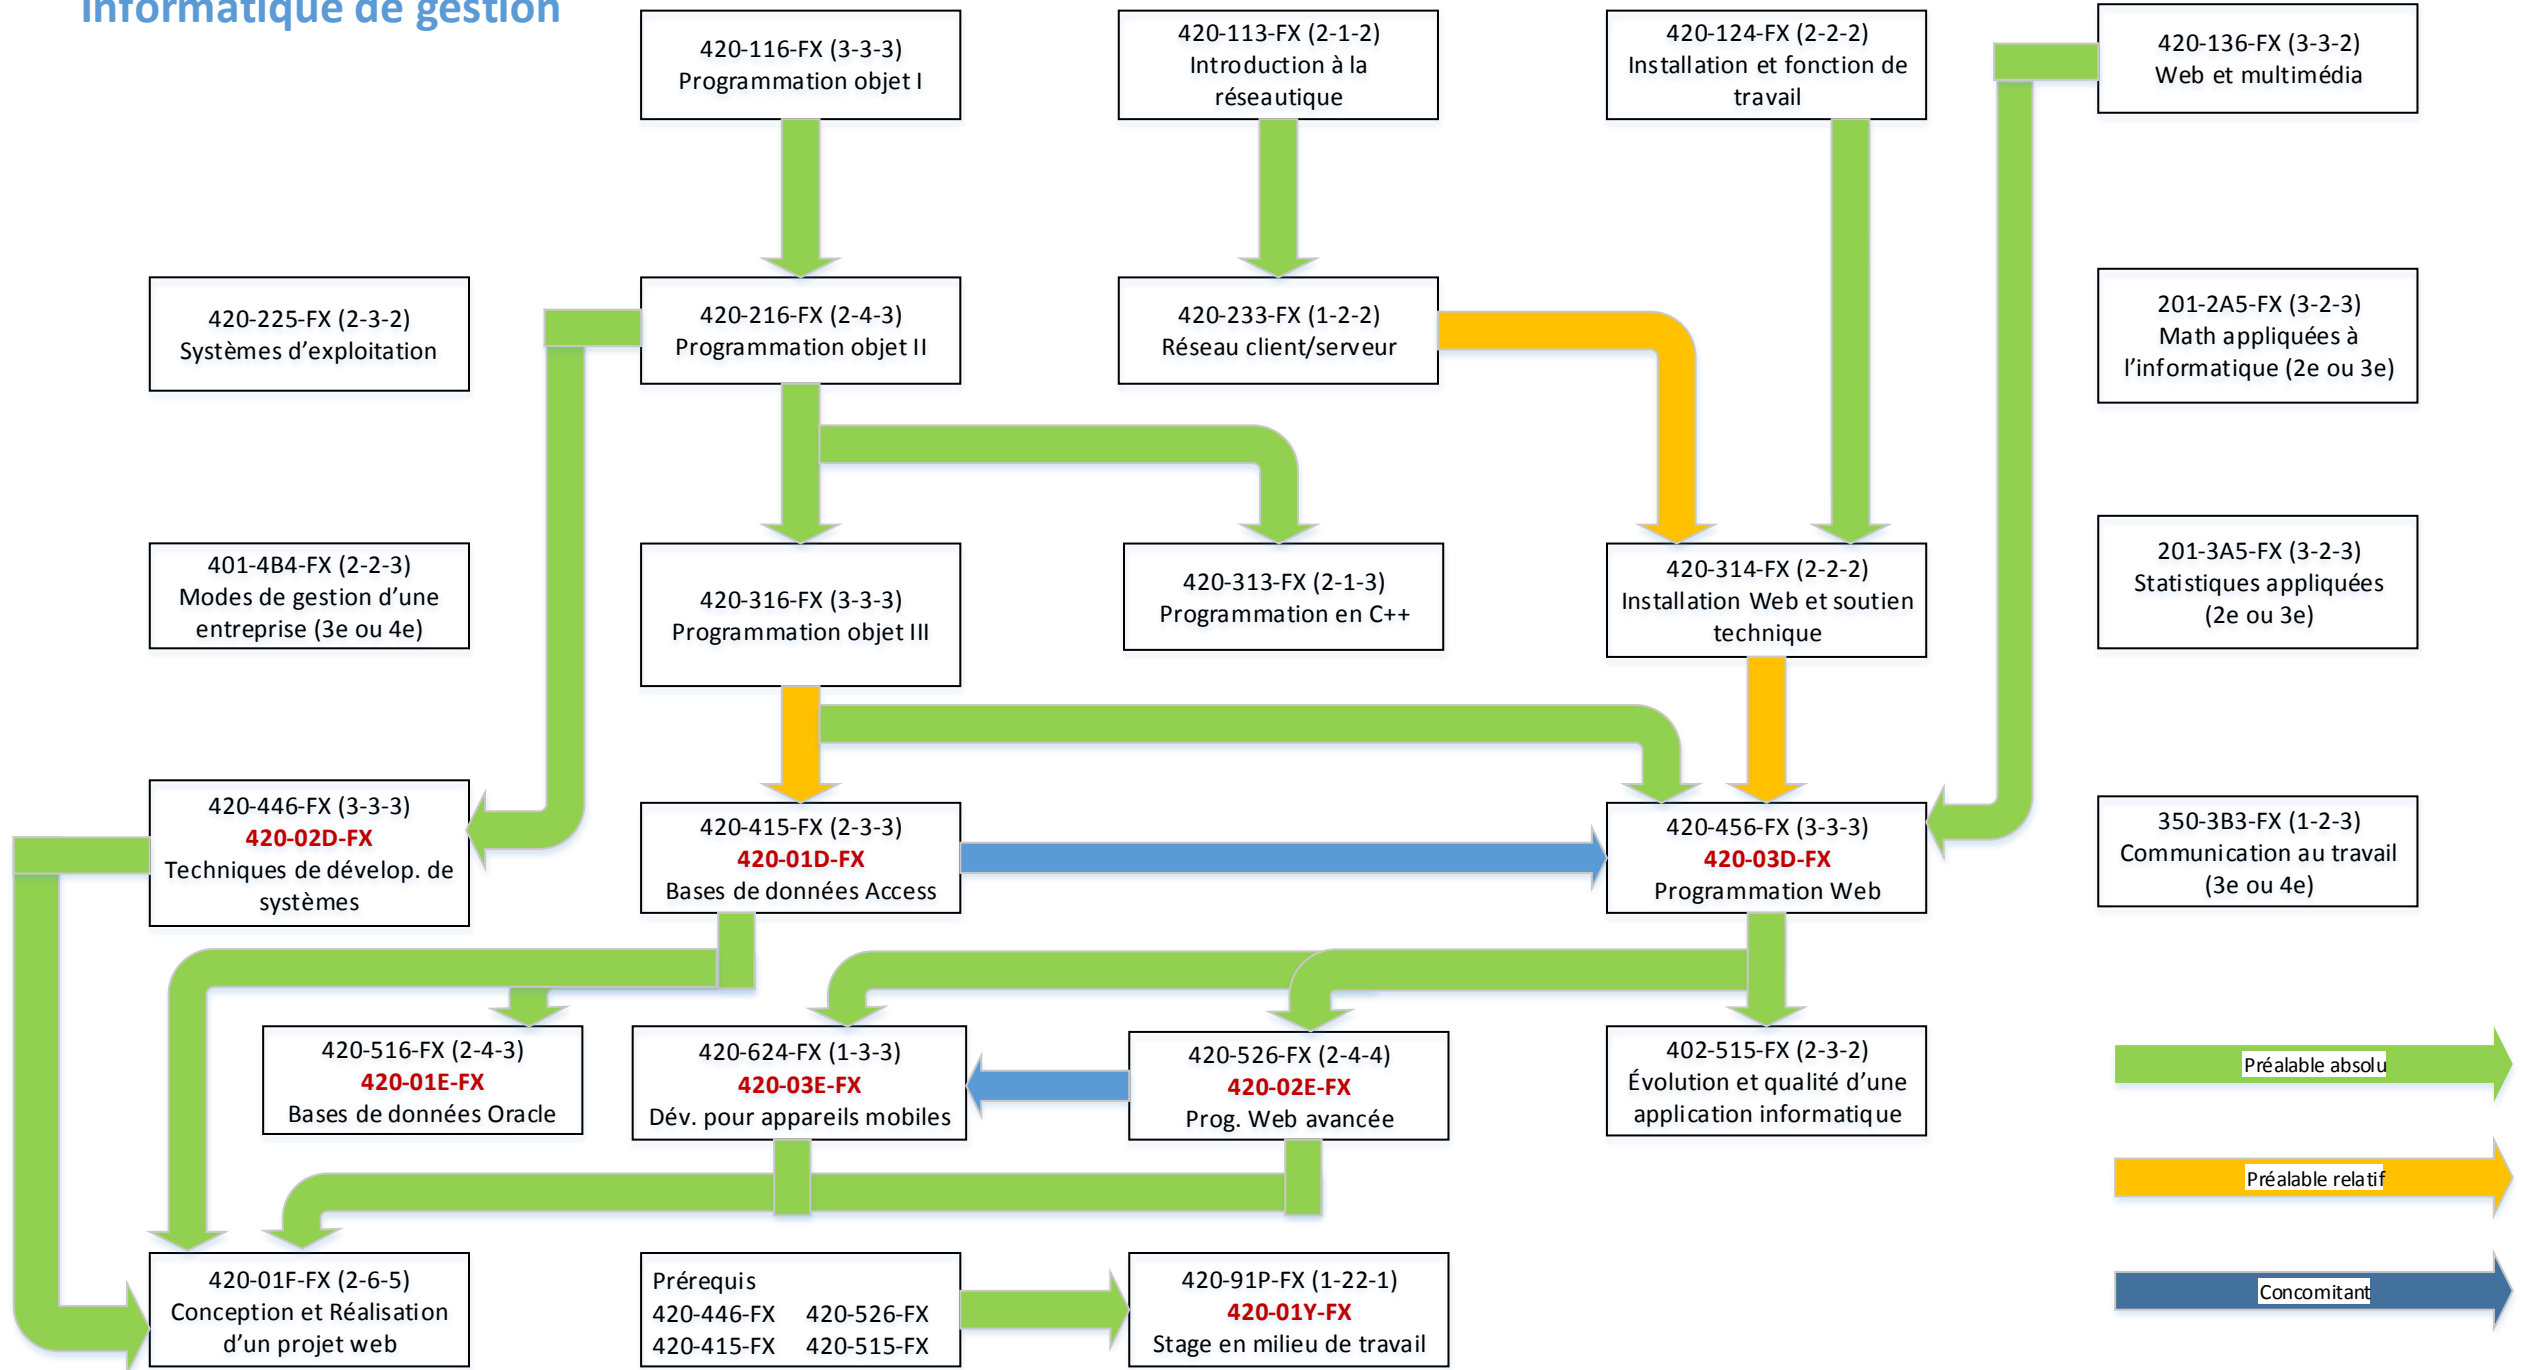 Informatique de gestion
420-116-FX (3-3-3)
Programmation objet I
420-113-FX (2-1-2)
Introduction à la
réseautique
420-124-FX (2-2-2)
Installation et fonction de
travail
420-136-FX (3-3-2)
Web et multimédia
420-225-FX (2-3-2)
Systèmes d’exploitation
420-216-FX (2-4-3)
Programmation objet II
420-233-FX (1-2-2)
Réseau client/serveur
201-2A5-FX (3-2-3)
Math appliquées à
l’informatique (2e ou 3e)
401-4B4-FX (2-2-3)
Modes de gestion d’une
entreprise (3e ou 4e)
420-316-FX (3-3-3)
Programmation objet III
420-313-FX (2-1-3)
Programmation en C++
420-314-FX (2-2-2)
Installation Web et soutien
technique
201-3A5-FX (3-2-3)
Statistiques appliquées
(2e ou 3e)
420-446-FX (3-3-3)
420-02D-FX
Techniques de dévelop. de
systèmes
420-415-FX (2-3-3)
420-01D-FX
Bases de données Access
420-456-FX (3-3-3)
420-03D-FX
Programmation Web
350-3B3-FX (1-2-3)
Communication au travail
(3e ou 4e)
420-516-FX (2-4-3)
420-01E-FX
Bases de données Oracle
420-624-FX (1-3-3)
420-03E-FX
Dév. pour appareils mobiles
420-526-FX (2-4-4)
420-02E-FX
Prog. Web avancée
402-515-FX (2-3-2)
Évolution et qualité d’une
application informatique
Préalable absolu
Préalable relatif
Concomitant
420-01F-FX (2-6-5)
Conception et Réalisation
d’un projet web
Prérequis
420-446-FX 420-526-FX
420-415-FX 420-515-FX
420-91P-FX (1-22-1)
420-01Y-FX
Stage en milieu de travail